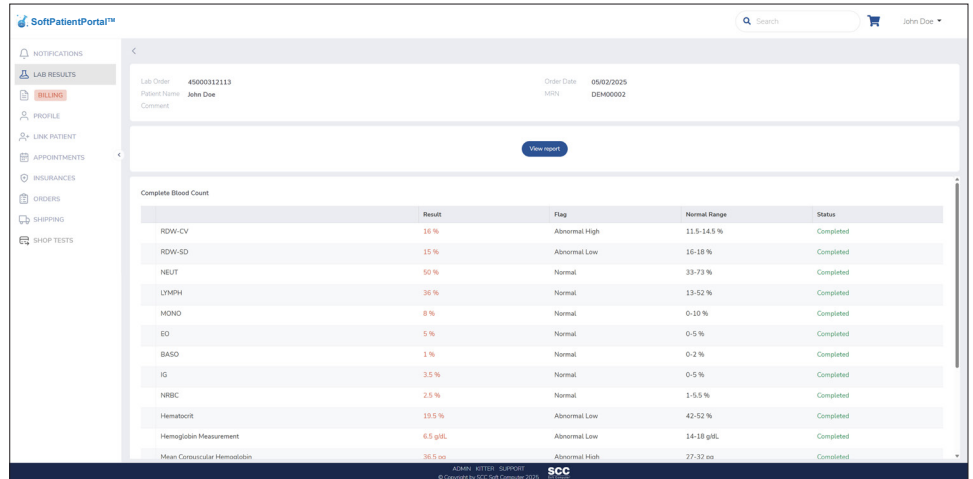 SoftPatientPortal™
Search
John Doe
NOTIFICATIONS
LAB RESULTS
BILLING
PROFILE
LINK PATIENT
APPOINTMENTS
INSURANCES
ORDERS
SHIPPING
SHOP TESTS
Lab Order 45000312113 Order Date 05/02/2025
Patient Name John Doe MRN DEM00002
Comment
View report
Complete Blood Count
Result Flag Normal Range Status
RDW-CV 16 % Abnormal High 11.5-14.5 % Completed
RDW-SD 15 % Abnormal Low 16-18 % Completed
NEUT 50 % Normal 33-73 % Completed
LYMPH 36 % Normal 13-52 % Completed
MONO 8 % Normal 0-10 % Completed
EO 5 % Normal 0-5 % Completed
BASO 1 % Normal 0-2 % Completed
IG 3.5 % Normal 0-5 % Completed
NRBC 2.5 % Normal 1-5,5 % Completed
Hematocrit 19.5 % Abnormal Low 42-52 % Completed
Hemoglobin Measurement 6.5 g/dL Abnormal Low 14-18 g/dL Completed
Mean Corpuscular Hemoglobin 36.5 pg Abnormal High 27-32 pg Completed
ADMIN KITTER SUPPORT
© Copyright by SCC Soft Computer 2025
SCC